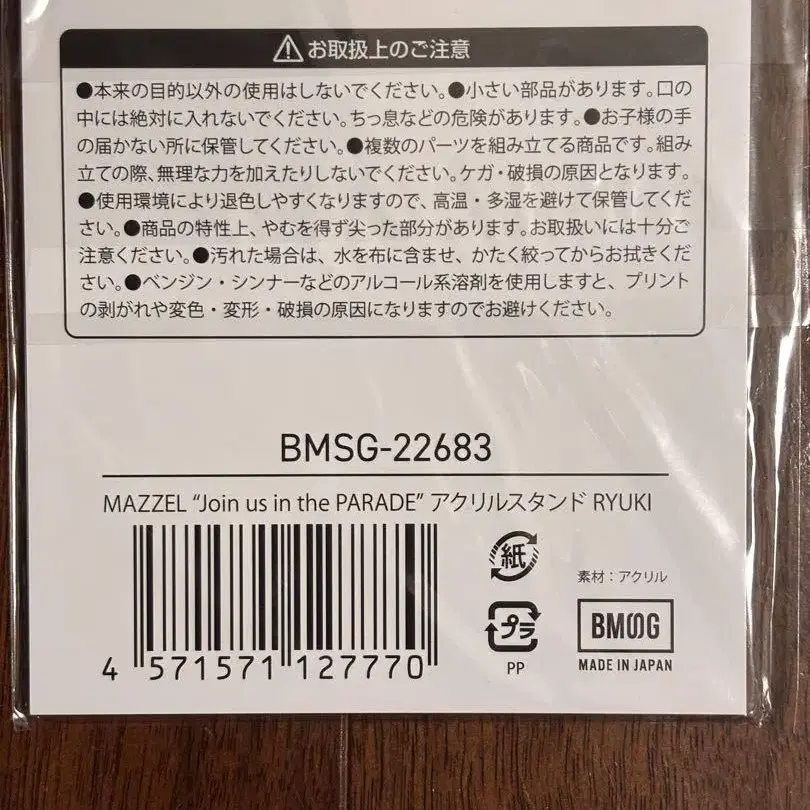 ⚠お取扱上のご注意
●本来の目的以外の使用はしないでください。●小さい部品があります。口の
中には絶対に入れないでください。ちっ息などの危険があります。●お子様の手
の届かない所に保管してください。●複数のパーツを組み立てる商品です。組み
立ての際、無理な力を加えたりしないでください。ケガ・破損の原因となります。
●使用環境により退色しやすくなりますので、高温・多湿を避けて保管してくだ
さい。●商品の特性上、やむを得ず尖った部分があります。お取扱いには十分ご
注意ください。●汚れた場合は、水を布に含ませ、かたく絞ってからお拭きくだ
さい。●ベンジン・シンナーなどのアルコール系溶剤を使用しますと、プリント
の剥がれや変色・変形・破損の原因になりますのでお避けください。
BMSG-22683
MAZZEL “Join us in the PARADE” アクリルスタンド RYUKI
4 571571 127770
紙
プラ
PP
素材：アクリル
BMSG
MADE IN JAPAN